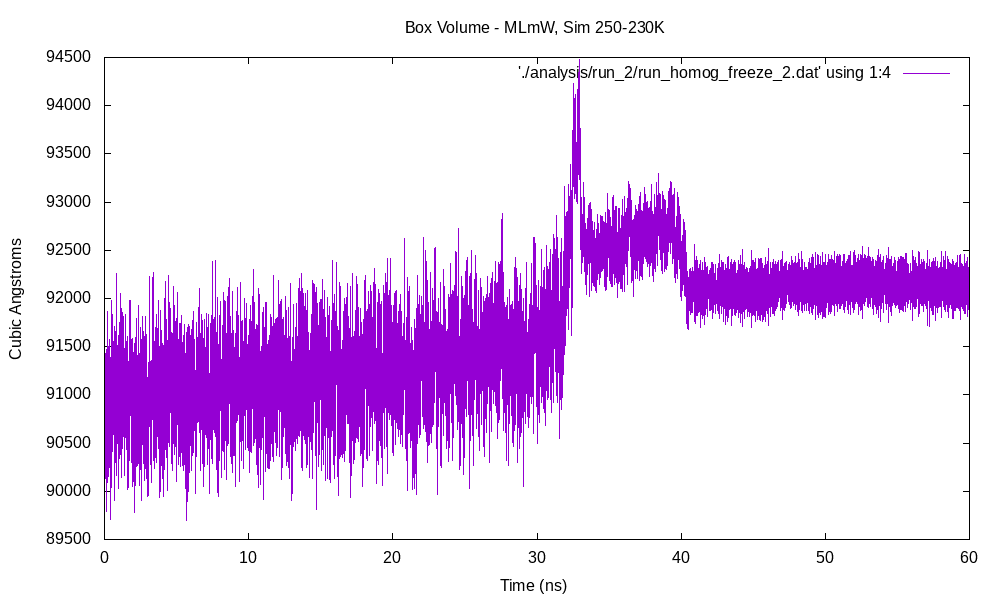 Box Volume - MLmW, Sim 250-230K
94500
'./analysis/run_2/run_homog_freeze_2.dat' using 1:4
94000
93500
93000
92500
92000
91500
91000
90500
90000
89500
Cubic Angstroms
0 10 20 30 40 50 60
Time (ns)